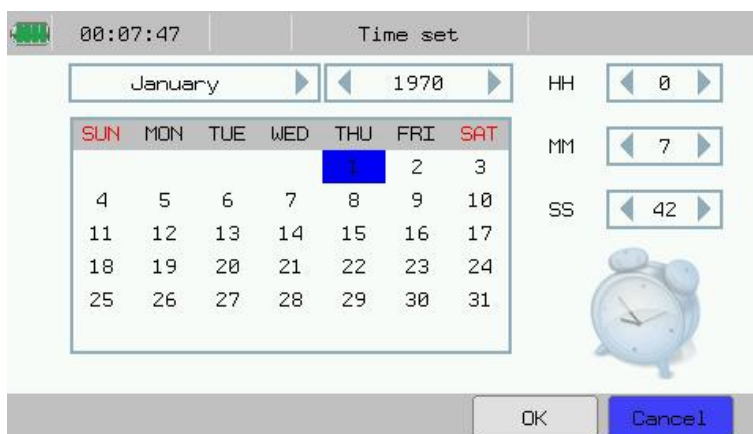 00:07:47 Time set
January 1970 HH 0
SUN MON TUE WED THU FRI SAT
MM 7
1 2 3
4 5 6 7 8 9 10
SS 42
11 12 13 14 15 16 17
18 19 20 21 22 23 24
25 26 27 28 29 30 31
OK Cancel